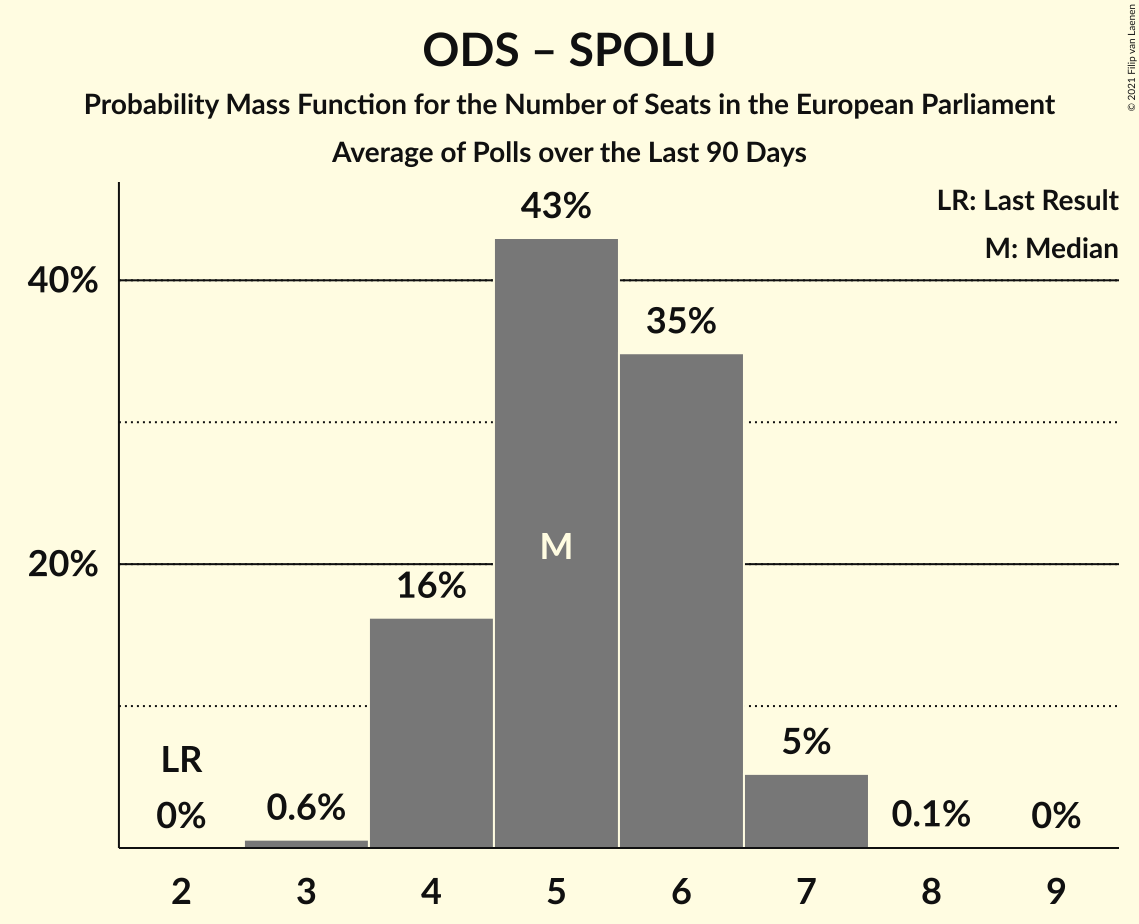 ODS – SPOLU
Probability Mass Function for the Number of Seats in the European Parliament
Average of Polls over the Last 90 Days
© 2021 Filip van Laenen
LR: Last Result
M: Median
43%
40%
35%
M
20%
16%
5%
LR
0%
0.6%
0.1%
0%
2 3 4 5 6 7 8 9